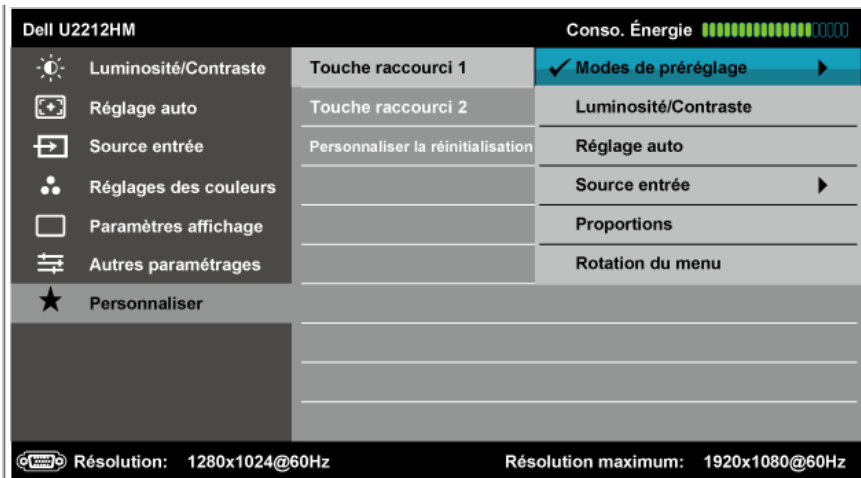 Dell U2212HM Conso. Énergie
Luminosité/Contraste Touche raccourci 1 Modes de préréglage
Réglage auto Touche raccourci 2 Luminosité/Contraste
Source entrée Personnaliser la réinitialisation Réglage auto
Réglages des couleurs Source entrée
Paramètres affichage Proportions
Autres paramétrages Rotation du menu
Personnaliser
Résolution: 1280x1024@60Hz Résolution maximum: 1920x1080@60Hz